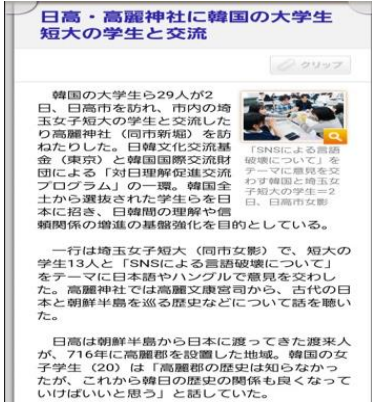 日高・高麗神社に韓国の大学生
短大の学生と交流
クリップ
韓国の大学生ら29人が2
日、日高市を訪れ、市内の埼
玉女子短大の学生と交流した
り高麗神社（同市新堀）を訪
ねたりした。日韓文化交流基
金（東京）と韓国国際交流財
団による「対日理解促進交流
プログラム」の一環。韓国全
土から選抜された学生らを日
本に招き、日韓間の理解や信
頼関係の増進の基盤強化を目的としている。
「SNSによる言語
破壊について」を
テーマに意見を交
わす韓国と埼玉女
子短大の学生＝2
日、日高市女影
一行は埼玉女子短大（同市女影）で、短大の
学生13人と「SNSによる言語破壊について」
をテーマに日本語やハングルで意見を交わし
た。高麗神社では高麗文康宮司から、古代の日
本と朝鮮半島を巡る歴史などについて話を聴い
た。
日高は朝鮮半島から日本に渡ってきた渡来人
が、716年に高麗郡を設置した地域。韓国の女
子学生（20）は「高麗郡の歴史は知らなかっ
たが、これから韓日の歴史の関係も良くなって
いけばいいと思う」と話していた。